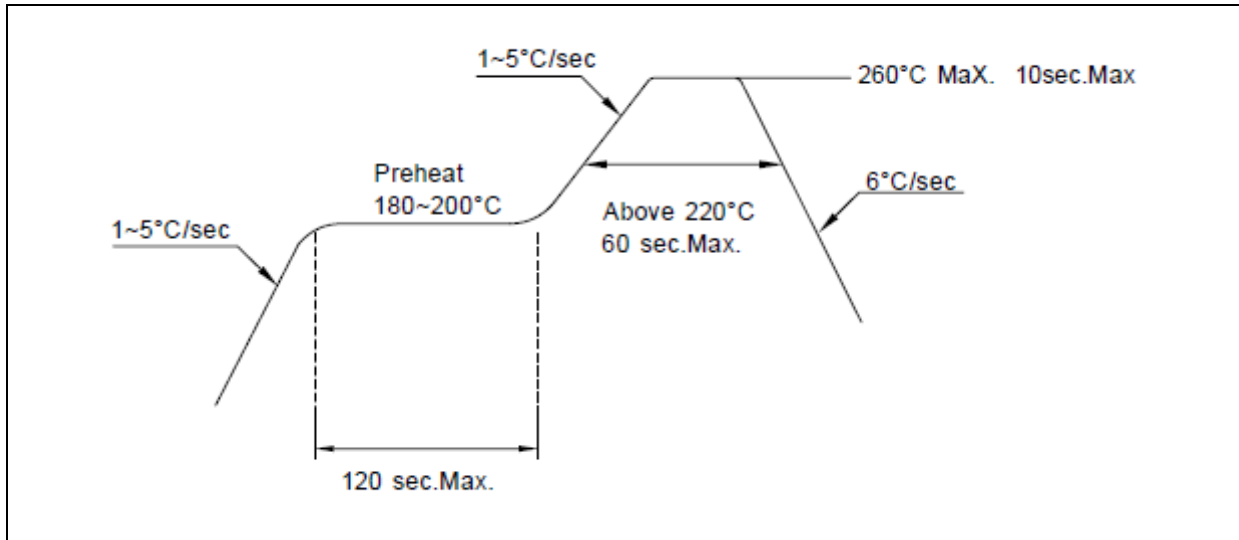 1~5°C/sec
260°C MaX. 10sec.Max
Preheat
180~200°C
6°C/sec
Above 220°C
60 sec.Max.
1~5°C/sec
120 sec.Max.